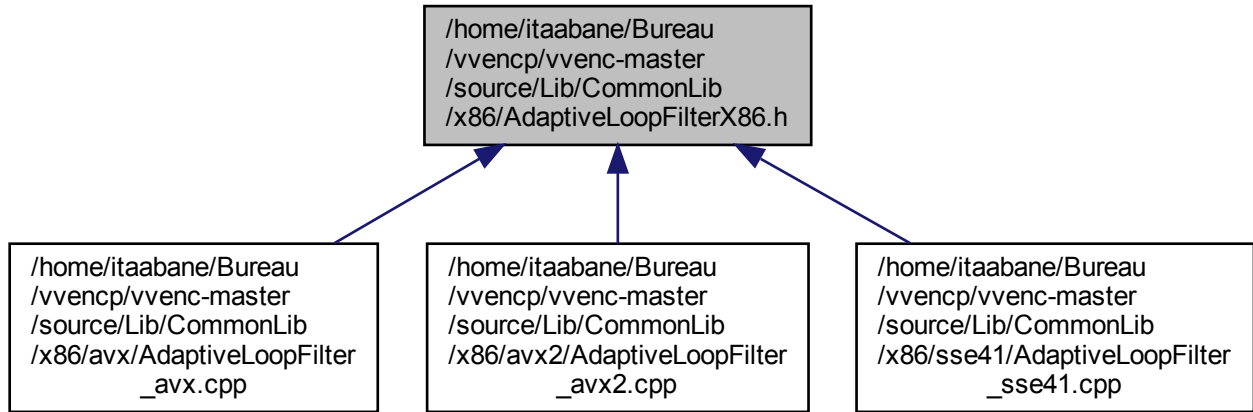 /home/itaabane/Bureau
/vvencp/vvenc-master
/source/Lib/CommonLib
/x86/AdaptiveLoopFilterX86.h
/home/itaabane/Bureau
/vvencp/vvenc-master
/source/Lib/CommonLib
/x86/avx/AdaptiveLoopFilter
_avx.cpp
/home/itaabane/Bureau
/vvencp/vvenc-master
/source/Lib/CommonLib
/x86/avx2/AdaptiveLoopFilter
_avx2.cpp
/home/itaabane/Bureau
/vvencp/vvenc-master
/source/Lib/CommonLib
/x86/sse41/AdaptiveLoopFilter
_sse41.cpp